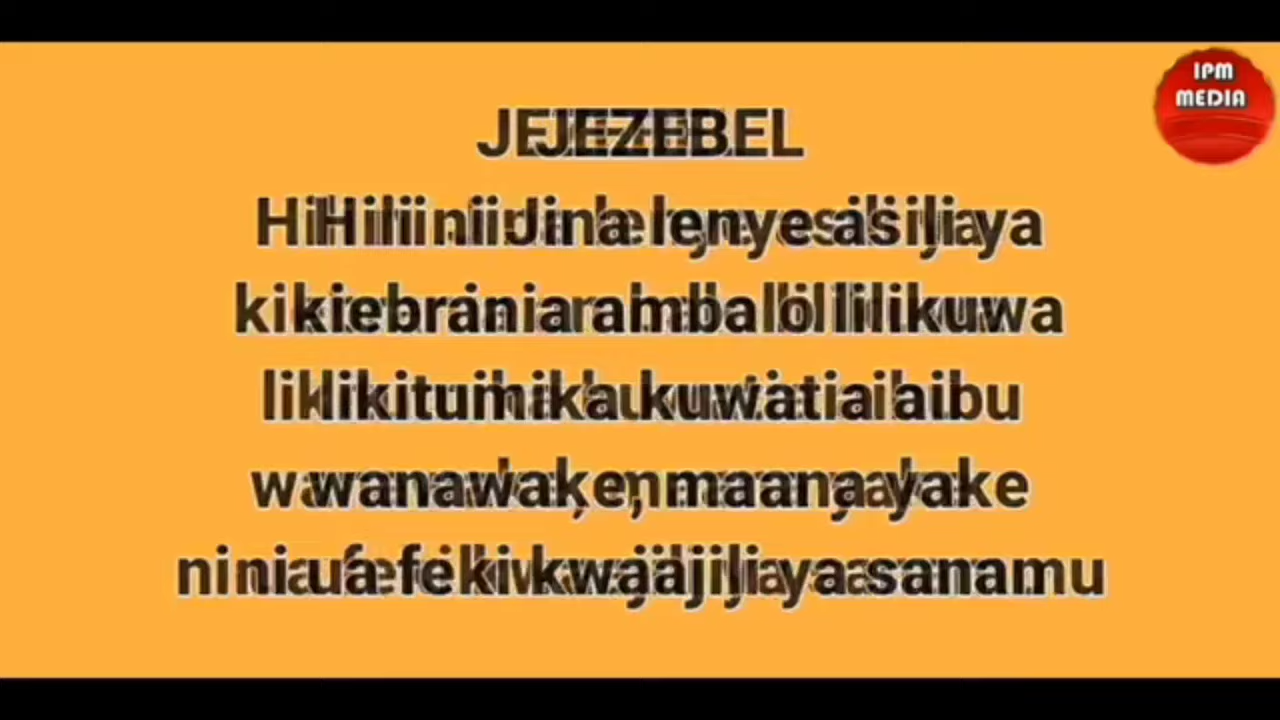 JEZEBEL
Hili ni Jina lenye asili ya
kiebrania ambalo lilikuwa
likitumika kuwatia aibu
wanawake, maana yake
ni feki kwajili ya sanamu
IPM
MEDIA